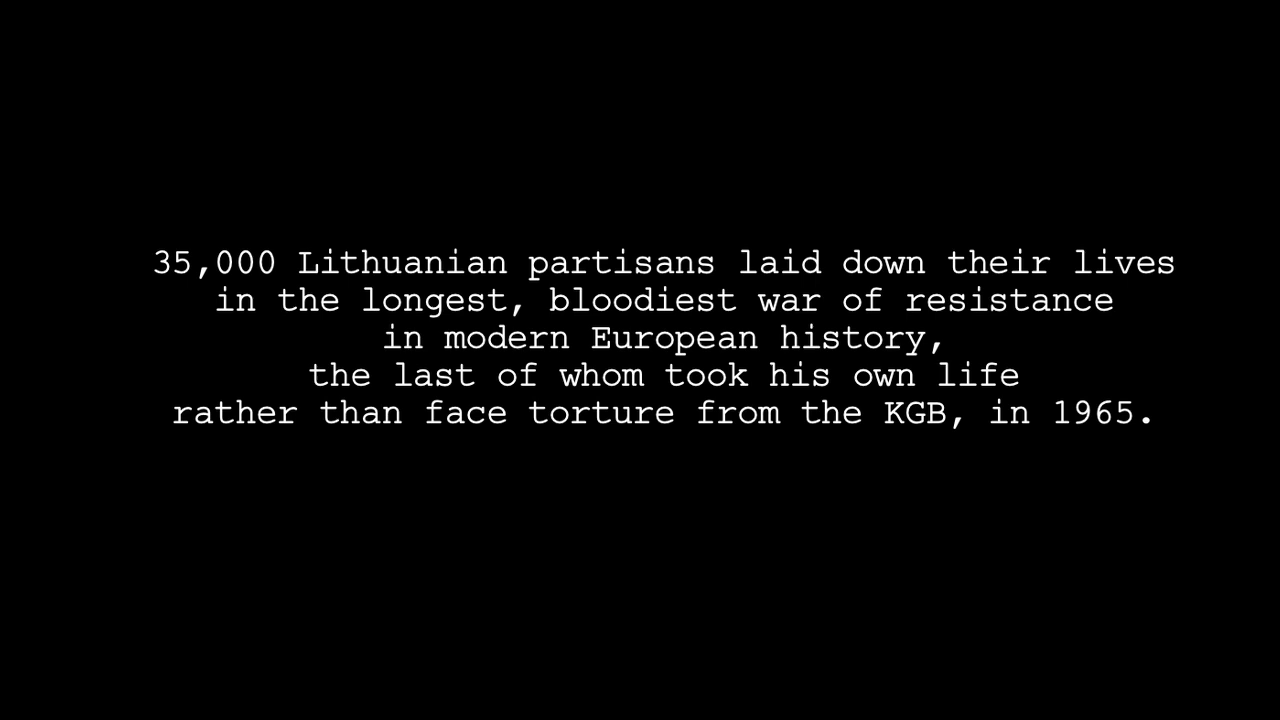 35,000 Lithuanian partisans laid down their lives
in the longest, bloodiest war of resistance
in modern European history,
the last of whom took his own life
rather than face torture from the KGB, in 1965.